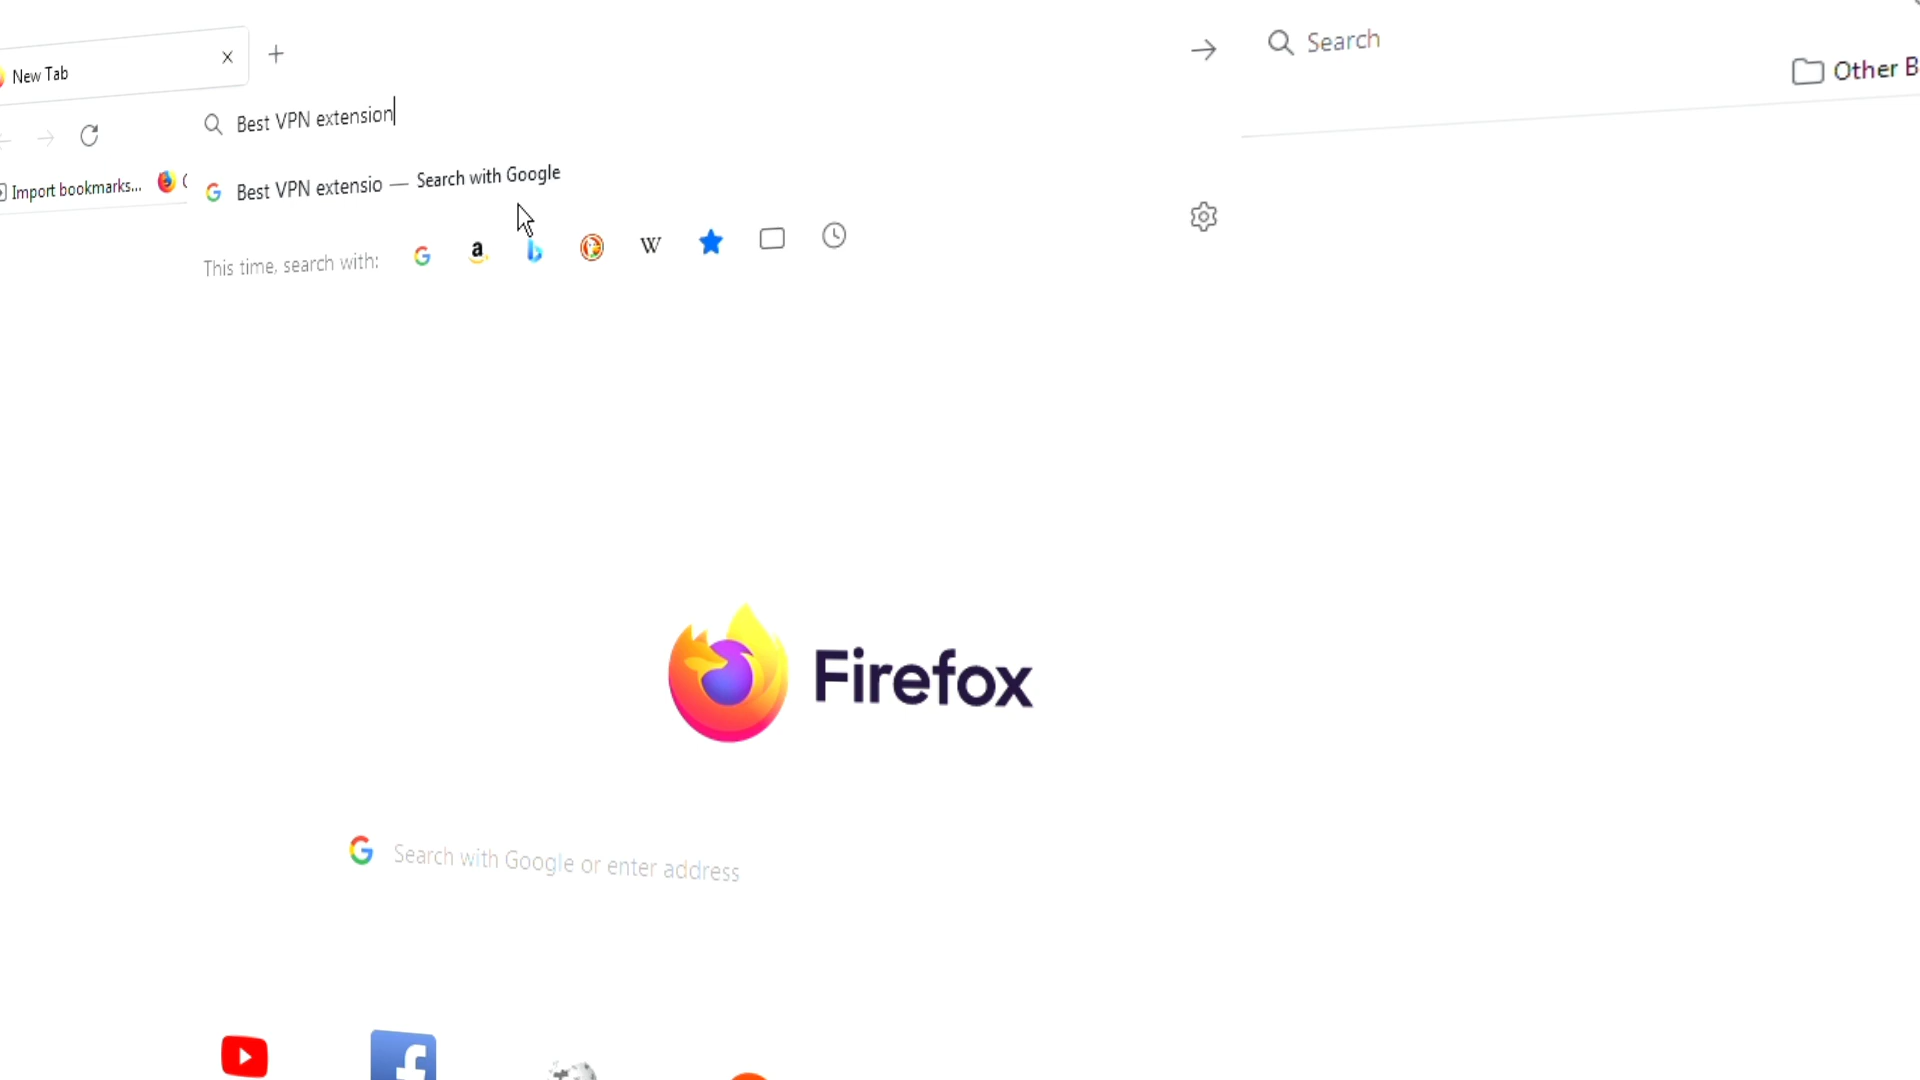 New Tab
Search
Other B
Best VPN extension
Import bookmarks...
Best VPN extensio — Search with Google
This time, search with:
Firefox
Search with Google or enter address